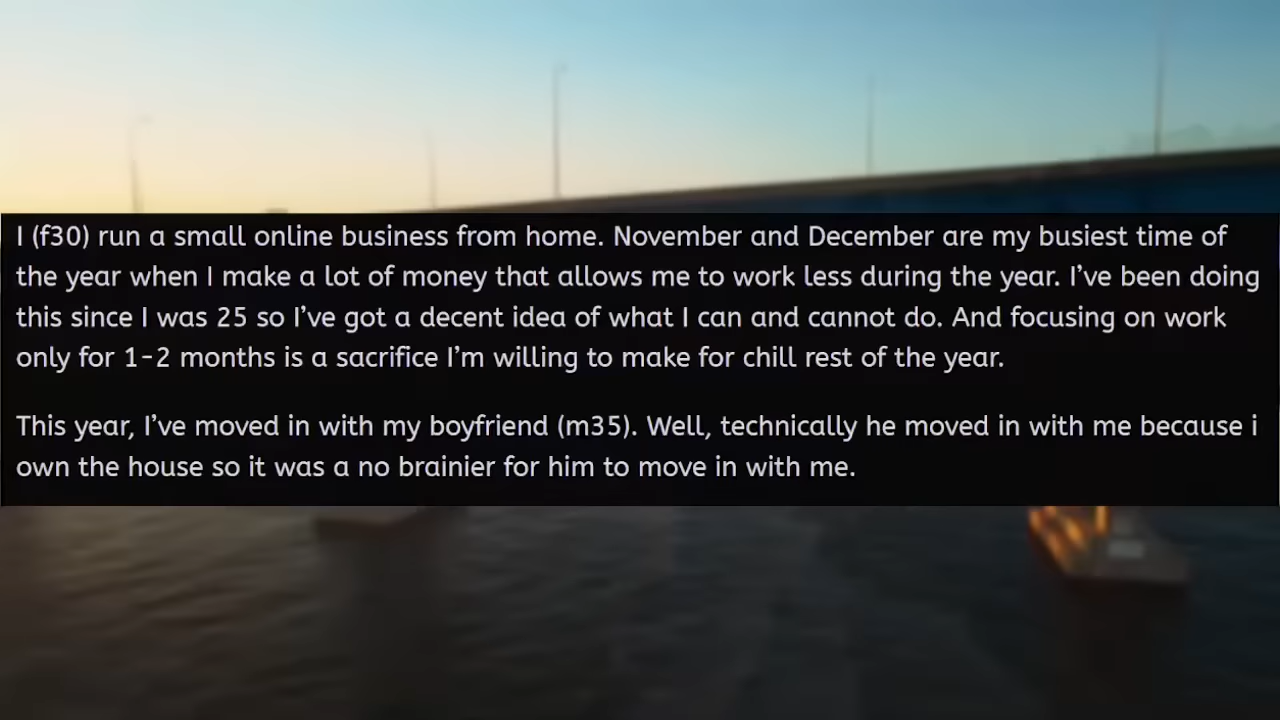 I (f30) run a small online business from home. November and December are my busiest time of
the year when I make a lot of money that allows me to work less during the year. I’ve been doing
this since I was 25 so I’ve got a decent idea of what I can and cannot do. And focusing on work
only for 1-2 months is a sacrifice I’m willing to make for chill rest of the year.
This year, I’ve moved in with my boyfriend (m35). Well, technically he moved in with me because i
own the house so it was a no brainier for him to move in with me.